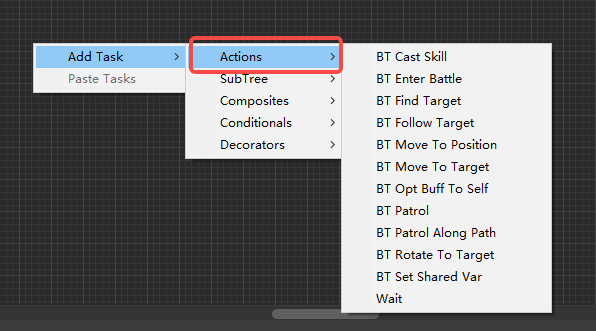 Add Task
Paste Tasks
Actions
SubTree
Composites
Conditionals
Decorators
BT Cast Skill
BT Enter Battle
BT Find Target
BT Follow Target
BT Move To Position
BT Move To Target
BT Opt Buff To Self
BT Patrol
BT Patrol Along Path
BT Rotate To Target
BT Set Shared Var
Wait